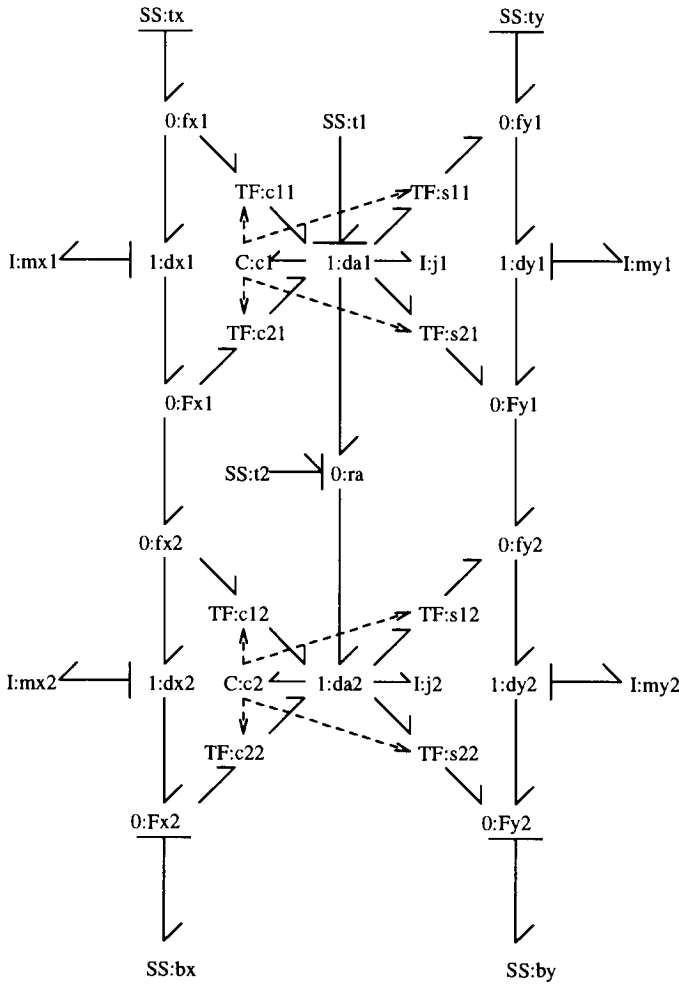 SS:tx SS:ty
0:fx1 SS:t1 0:fy1
TF:c11 TF:s11
I:mx1 1:dx1 C:c1 1:da1 I:j1 1:dy1 I:my1
TF:c21 TF:s21
0:Fx1 0:Fy1
SS:t2 0:ra
0:fx2 0:fy2
TF:c12 TF:s12
I:mx2 1:dx2 C:c2 1:da2 I:j2 1:dy2 I:my2
TF:c22 TF:s22
0:Fx2 0:Fy2
SS:bx SS:by